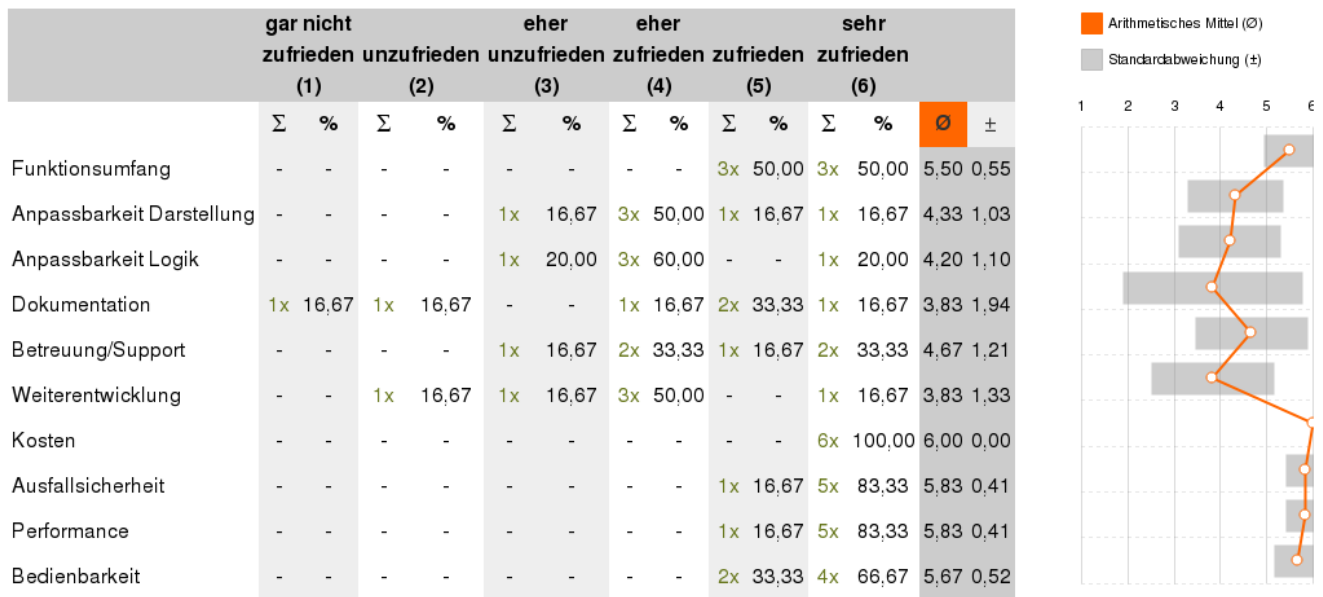 gar nicht eher eher sehr
zufrieden unzufrieden unzufrieden zufrieden zufrieden zufrieden
(1) (2) (3) (4) (5) (6)
Σ % Σ % Σ % Σ % Σ % Σ % Ø ±
Funktionsumfang - - - - - - - - 3x 50,00 3x 50,00 5,50 0,55
Anpassbarkeit Darstellung - - - - 1x 16,67 3x 50,00 1x 16,67 1x 16,67 4,33 1,03
Anpassbarkeit Logik - - - - 1x 20,00 3x 60,00 - - 1x 20,00 4,20 1,10
Dokumentation 1x 16,67 1x 16,67 - - 1x 16,67 2x 33,33 1x 16,67 3,83 1,94
Betreuung/Support - - - - 1x 16,67 2x 33,33 1x 16,67 2x 33,33 4,67 1,21
Weiterentwicklung - - 1x 16,67 1x 16,67 3x 50,00 - - 1x 16,67 3,83 1,33
Kosten - - - - - - - - - - 6x 100,00 6,00 0,00
Ausfallsicherheit - - - - - - - - 1x 16,67 5x 83,33 5,83 0,41
Performance - - - - - - - - 1x 16,67 5x 83,33 5,83 0,41
Bedienbarkeit - - - - - - - - 2x 33,33 4x 66,67 5,67 0,52
Arithmetisches Mittel (Ø)
Standardabweichung (±)
1 2 3 4 5 6